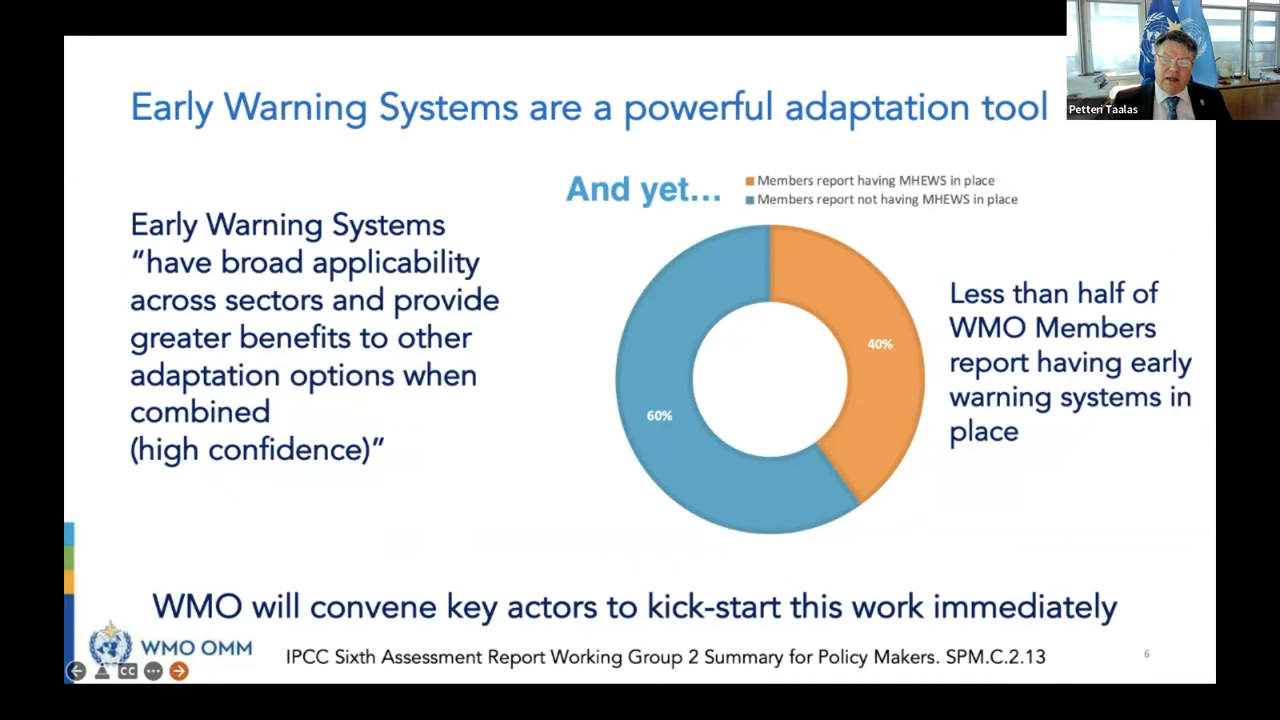 Early Warning Systems are a powerful adaptation tool
Petteri Taalas
And yet...
Members report having MHEWS in place
Members report not having MHEWS in place
Early Warning Systems
“have broad applicability
across sectors and provide
greater benefits to other
adaptation options when
combined
(high confidence)”
40%
60%
Less than half of
WMO Members
report having early
warning systems in
place
WMO will convene key actors to kick-start this work immediately
WMO OMM
IPCC Sixth Assessment Report Working Group 2 Summary for Policy Makers. SPM.C.2.13
6
CC